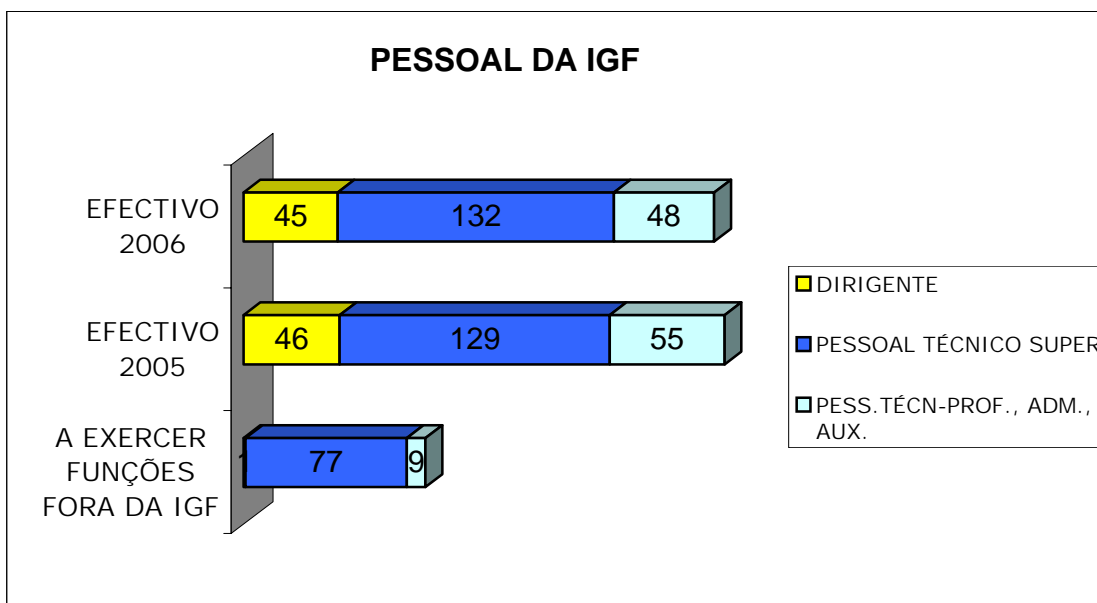 PESSOAL DA IGF
EFECTIVO
2006
45 132 48
EFECTIVO
2005
46 129 55
A EXERCER
FUNÇÕES
FORA DA IGF
1 77 9
DIRIGENTE
PESSOAL TÉCNICO SUPER
PESS.TÉCN-PROF., ADM.,
AUX.